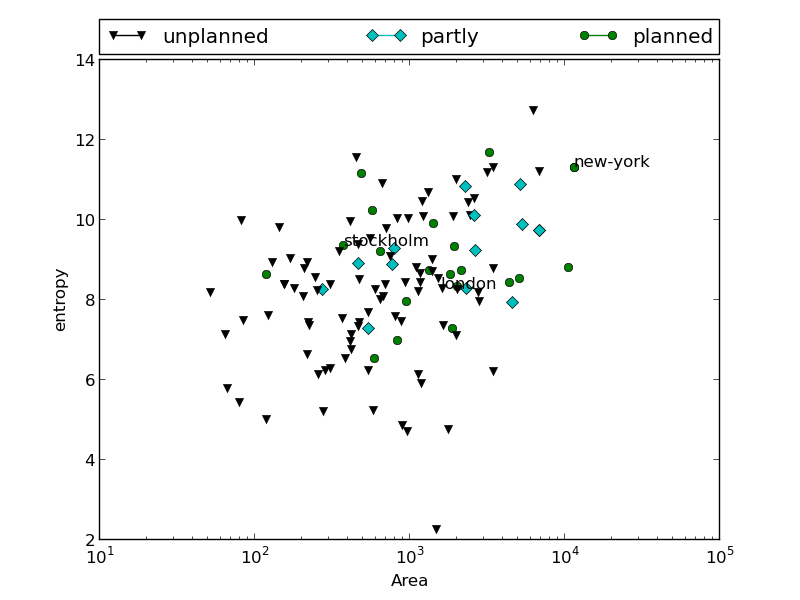 unplanned partly planned
14
12
10
8
6
4
2
entropy
new-york
stockholm
london
10^1 10^2 10^3 10^4 10^5
Area